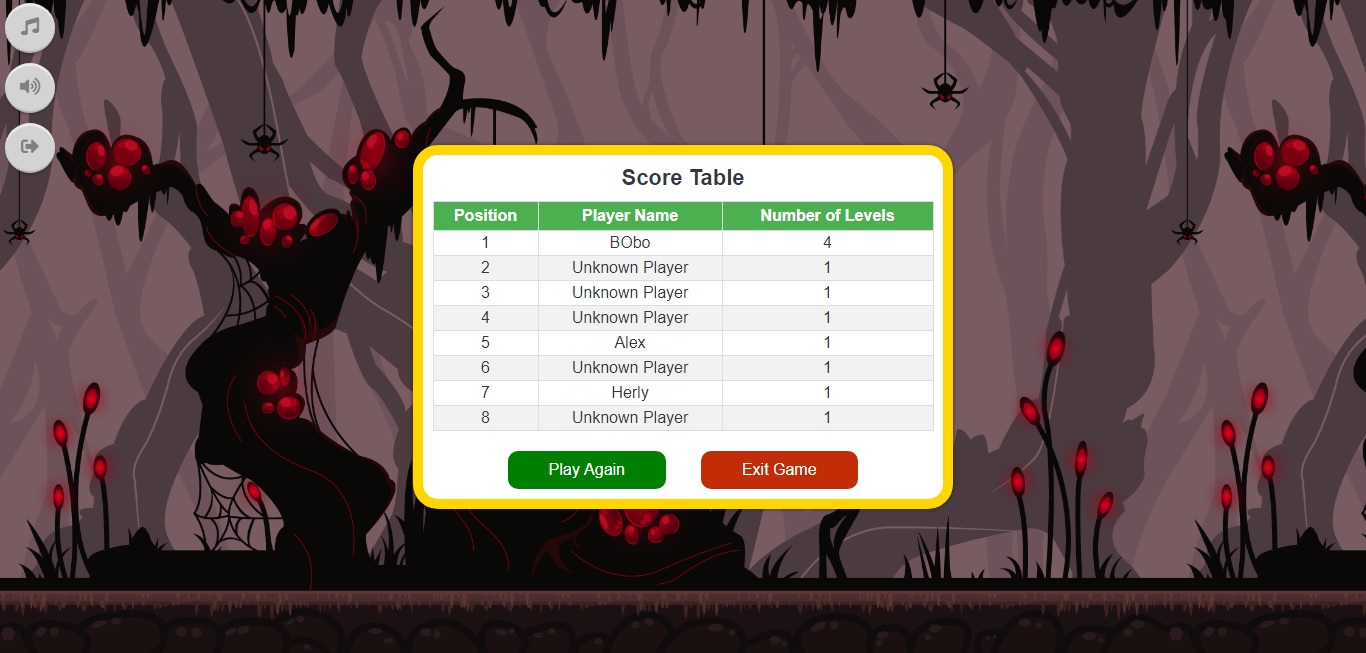 Score Table
Position Player Name Number of Levels
1 BObo 4
2 Unknown Player 1
3 Unknown Player 1
4 Unknown Player 1
5 Alex 1
6 Unknown Player 1
7 Herly 1
8 Unknown Player 1
Play Again Exit Game